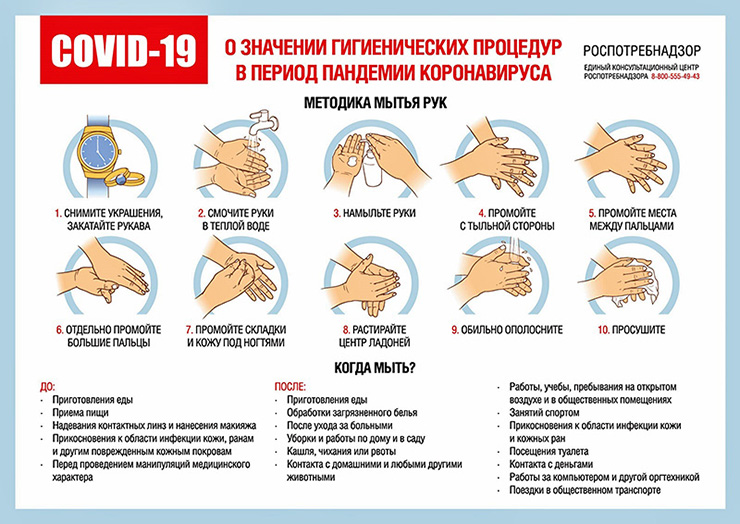 COVID-19
О ЗНАЧЕНИИ ГИГИЕНИЧЕСКИХ ПРОЦЕДУР
В ПЕРИОД ПАНДЕМИИ КОРОНАВИРУСА
РОСПОТРЕБНАДЗОР
ЕДИНЫЙ КОНСУЛЬТАЦИОННЫЙ ЦЕНТР
РОСПОТРЕБНАДЗОРА 8-800-555-49-43
МЕТОДИКА МЫТЬЯ РУК
1. СНИМИТЕ УКРАШЕНИЯ,
ЗАКАТАЙТЕ РУКАВА
2. СМОЧИТЕ РУКИ
В ТЕПЛОЙ ВОДЕ
3. НАМЫЛЬТЕ РУКИ
4. ПРОМОЙТЕ
С ТЫЛЬНОЙ СТОРОНЫ
5. ПРОМОЙТЕ МЕСТА
МЕЖДУ ПАЛЬЦАМИ
6. ОТДЕЛЬНО ПРОМОЙТЕ
БОЛЬШИЕ ПАЛЬЦЫ
7. ПРОМОЙТЕ СКЛАДКИ
И КОЖУ ПОД НОГТЯМИ
8. РАСТИРАЙТЕ
ЦЕНТР ЛАДОНЕЙ
9. ОБИЛЬНО ОПОЛОСНИТЕ
10. ПРОСУШИТЕ
КОГДА МЫТЬ?
ДО:
· Приготовления еды
· Приема пищи
· Надевания контактных линз и нанесения макияжа
· Прикосновения к области инфекции кожи, ранам
и другим поврежденным кожным покровам
· Перед проведением манипуляций медицинского
характера
ПОСЛЕ:
· Приготовления еды
· Обработки загрязненного белья
· После ухода за больными
· Уборки и работы по дому и в саду
· Кашля, чихания или рвоты
· Контакта с домашними и любыми другими
животными
· Работы, учебы, пребывания на открытом
воздухе и в общественных помещениях
· Занятий спортом
· Прикосновения к области инфекции кожи
и кожных ран
· Посещения туалета
· Контакта с деньгами
· Работы за компьютером и другой оргтехникой
· Поездки в общественном транспорте